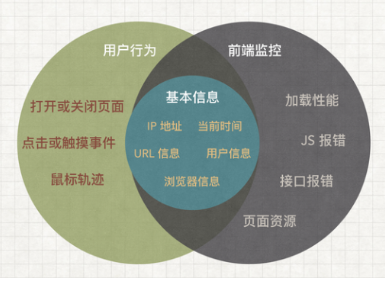 用户行为
前端监控
基本信息
打开或关闭页面
加载性能
IP 地址
当前时间
点击或触摸事件
JS 报错
URL 信息
用户信息
鼠标轨迹
浏览器信息
接口报错
页面资源